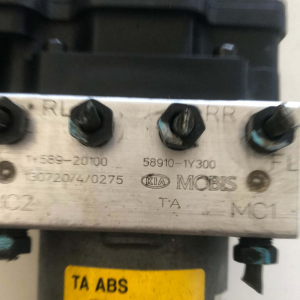 RL RR
1Y589-20100 58910-1Y300 FL
130720/4/0275 KIA MOBIS
MC2 TA MC1
TA ABS